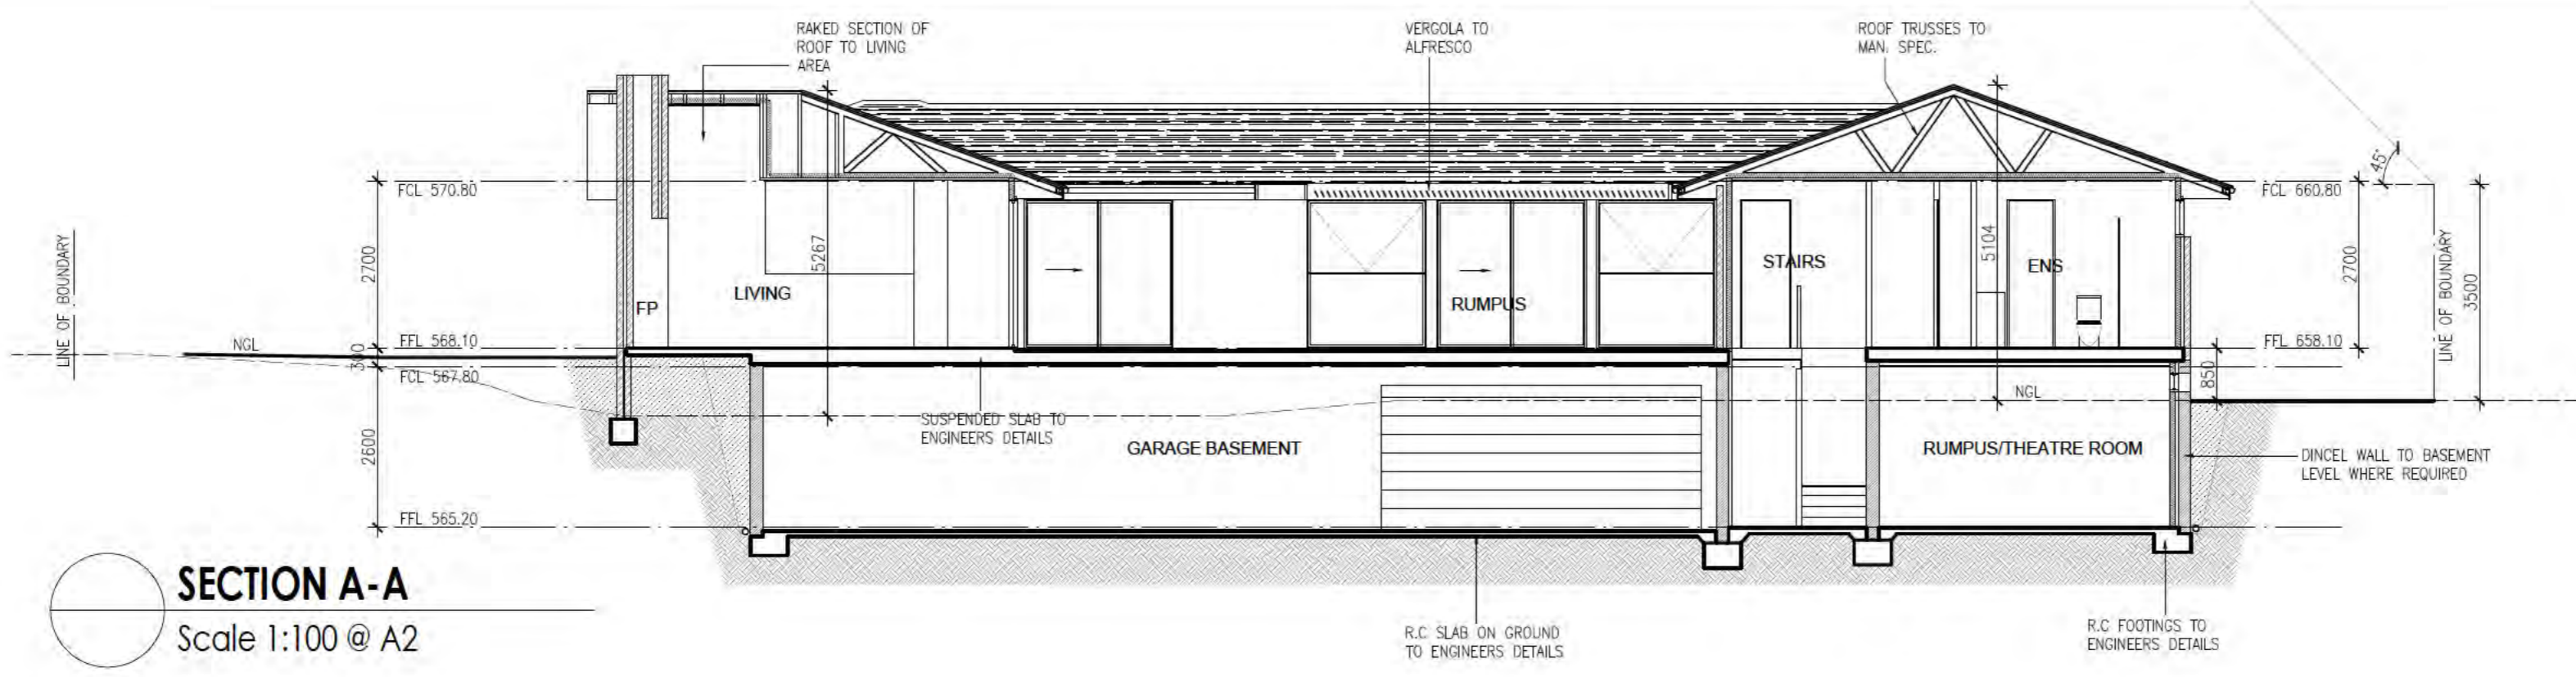 RAKED SECTION OF
ROOF TO LIVING
AREA
VERGOLA TO
ALFRESCO
ROOF TRUSSES TO
MAN. SPEC.
45°
FCL 570.80
FCL 660.80
LINE OF BOUNDARY
2700
5267
FP
LIVING
RUMPUS
STAIRS
5104
ENS
2700
LINE OF BOUNDARY
3500
NGL
FFL 568.10
FFL 658.10
300
FCL 567.80
850
NGL
SUSPENDED SLAB TO
ENGINEERS DETAILS
2600
GARAGE BASEMENT
RUMPUS/THEATRE ROOM
DINCEL WALL TO BASEMENT
LEVEL WHERE REQUIRED
FFL 565.20
SECTION A-A
Scale 1:100 @ A2
R.C SLAB ON GROUND
TO ENGINEERS DETAILS
R.C FOOTINGS TO
ENGINEERS DETAILS